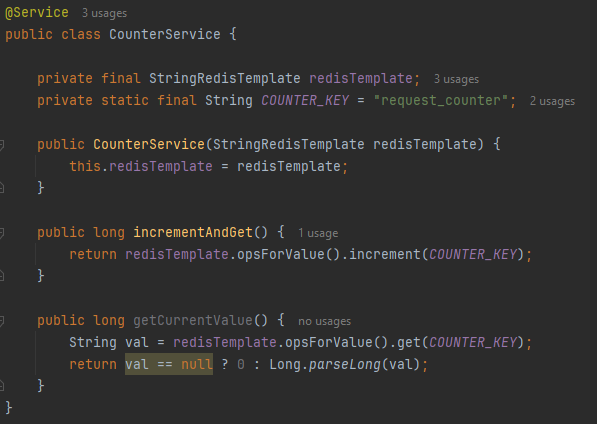 @Service 3 usages
public class CounterService {
private final StringRedisTemplate redisTemplate; 3 usages
private static final String COUNTER_KEY = "request_counter"; 2 usages
public CounterService(StringRedisTemplate redisTemplate) {
this.redisTemplate = redisTemplate;
}
public long incrementAndGet() { 1 usage
return redisTemplate.opsForValue().increment(COUNTER_KEY);
}
public long getCurrentValue() { no usages
String val = redisTemplate.opsForValue().get(COUNTER_KEY);
return val == null ? 0 : Long.parseLong(val);
}
}